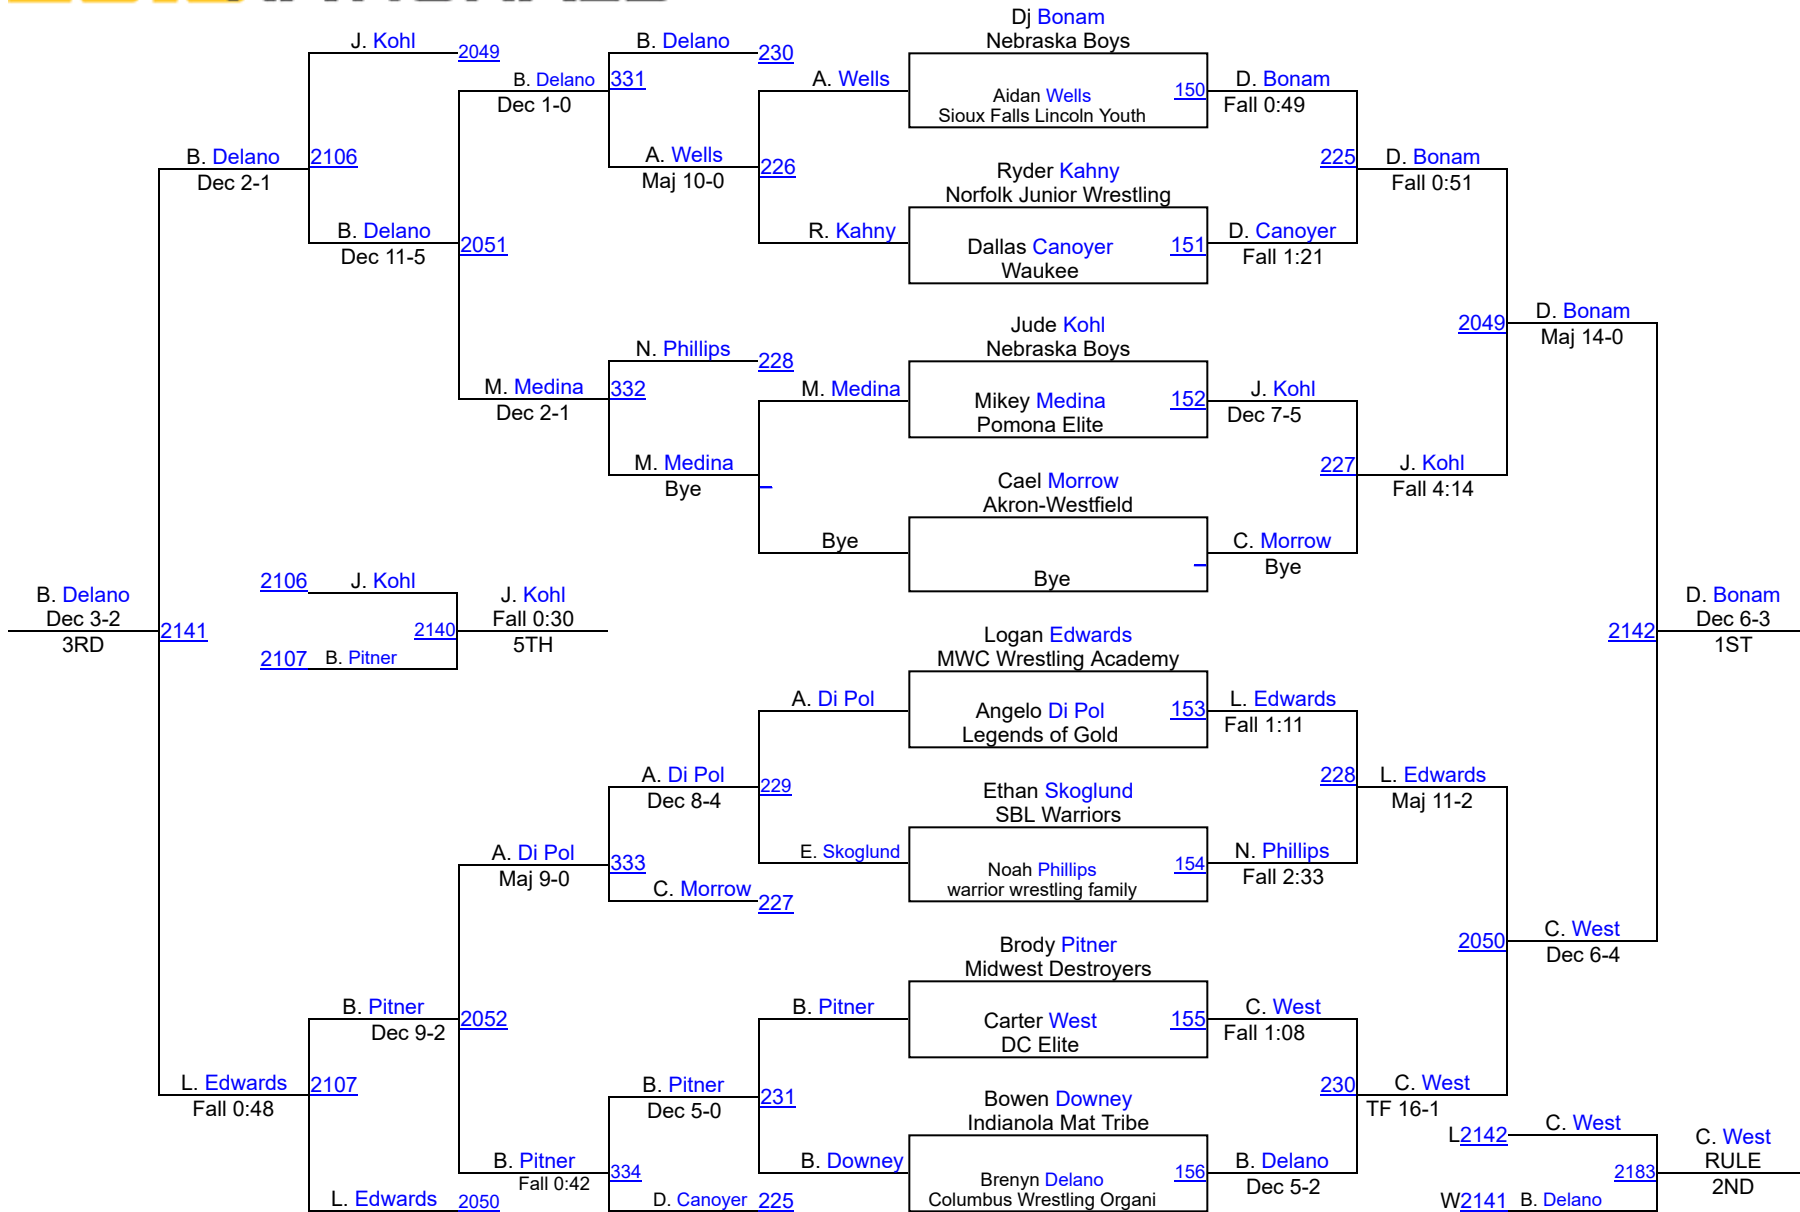 Dj Bonam
Nebraska Boys
J. Kohl
2049
B. Delano
230
B. Delano
331
Dec 1-0
A. Wells
Aidan Wells
150
Sioux Falls Lincoln Youth
D. Bonam
Fall 0:49
B. Delano
2106
Dec 2-1
A. Wells
Maj 10-0
226
Ryder Kahny
Norfolk Junior Wrestling
225
D. Bonam
Fall 0:51
B. Delano
Dec 11-5
2051
R. Kahny
Dallas Canoyer
151
Waukee
D. Canoyer
Fall 1:21
Jude Kohl
Nebraska Boys
2049
D. Bonam
Maj 14-0
N. Phillips
228
M. Medina
332
Dec 2-1
M. Medina
Mikey Medina
152
Pomona Elite
J. Kohl
Dec 7-5
M. Medina
Bye
Cael Morrow
Akron-Westfield
227
J. Kohl
Fall 4:14
Bye
Bye
C. Morrow
Bye
B. Delano
Dec 3-2
3RD
2141
2106
J. Kohl
2107
B. Pitner
2140
J. Kohl
Fall 0:30
5TH
Logan Edwards
MWC Wrestling Academy
2142
D. Bonam
Dec 6-3
1ST
A. Di Pol
Angelo Di Pol
153
Legends of Gold
L. Edwards
Fall 1:11
A. Di Pol
Dec 8-4
229
Ethan Skoglund
SBL Warriors
228
L. Edwards
Maj 11-2
A. Di Pol
333
Maj 9-0
C. Morrow
227
E. Skoglund
Noah Phillips
154
warrior wrestling family
N. Phillips
Fall 2:33
Brody Pitner
Midwest Destroyers
2050
C. West
Dec 6-4
B. Pitner
Dec 9-2
2052
B. Pitner
Carter West
155
DC Elite
C. West
Fall 1:08
L. Edwards
2107
Fall 0:48
B. Pitner
Dec 5-0
231
Bowen Downey
Indianola Mat Tribe
230
C. West
TF 16-1
B. Pitner
334
Fall 0:42
B. Downey
Brenyn Delano
156
Columbus Wrestling Organi
B. Delano
Dec 5-2
L. Edwards
2050
D. Canoyer
225
L2142
C. West
W2141
B. Delano
2183
C. West
RULE
2ND